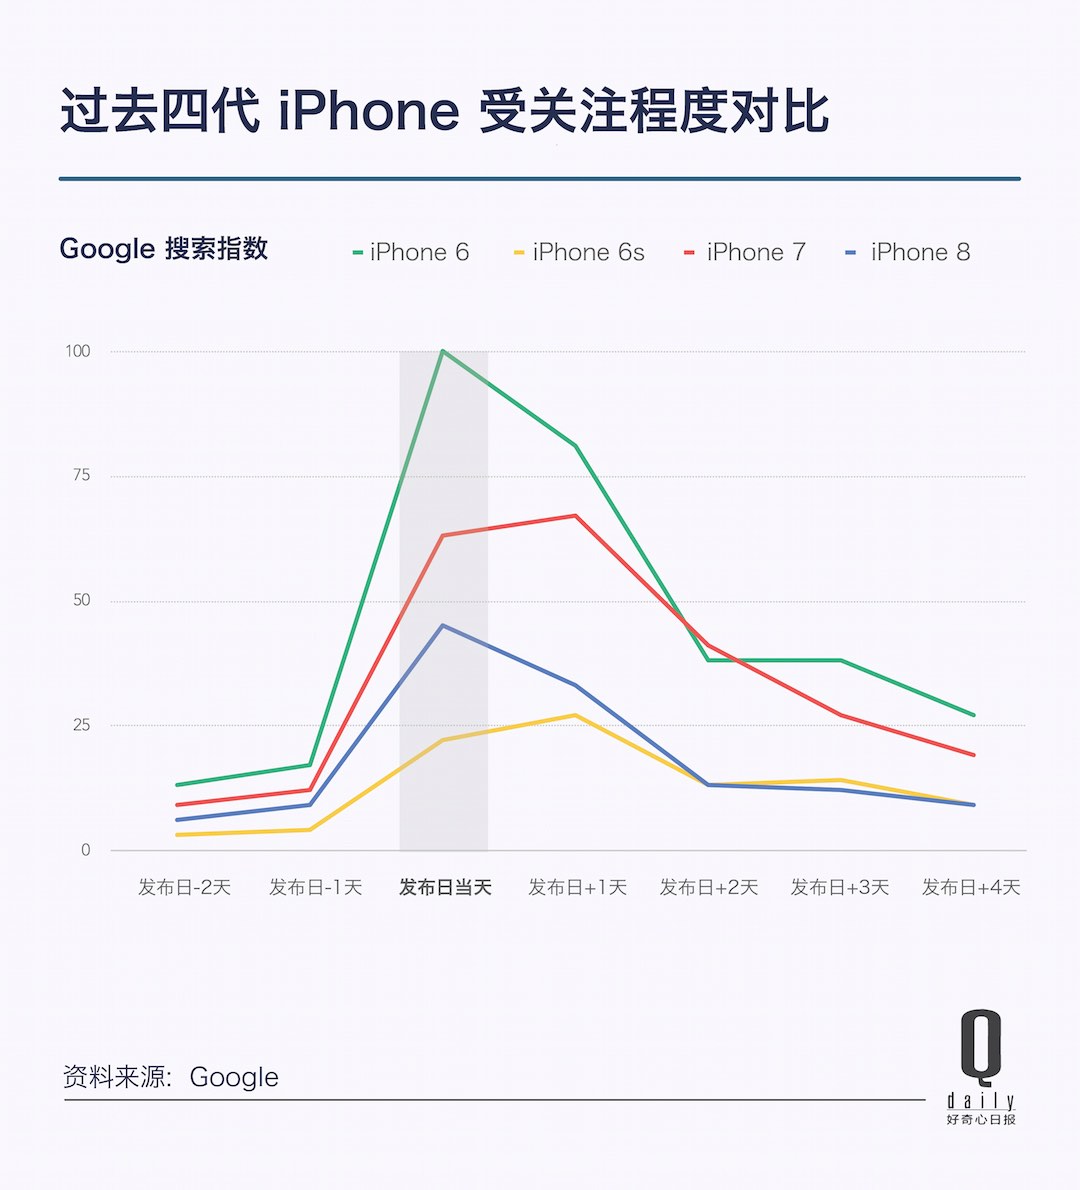 过去四代 iPhone 受关注程度对比
Google 搜索指数
iPhone 6
iPhone 6s
iPhone 7
iPhone 8
100
75
50
25
0
发布日-2天
发布日-1天
发布日当天
发布日+1天
发布日+2天
发布日+3天
发布日+4天
资料来源: Google
Q
daily
好奇心日报